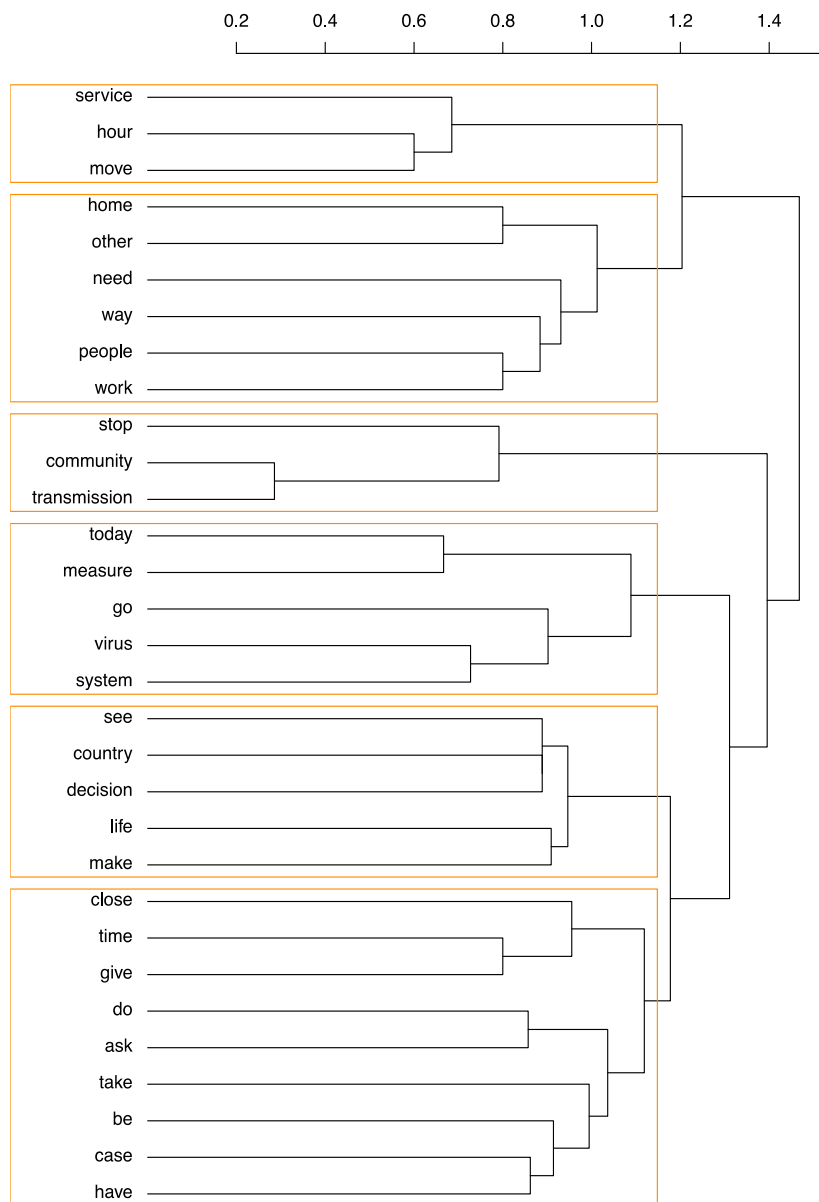 0.2 0.4 0.6 0.8 1.0 1.2 1.4
service
hour
move
home
other
need
way
people
work
stop
community
transmission
today
measure
go
virus
system
see
country
decision
life
make
close
time
give
do
ask
take
be
case
have